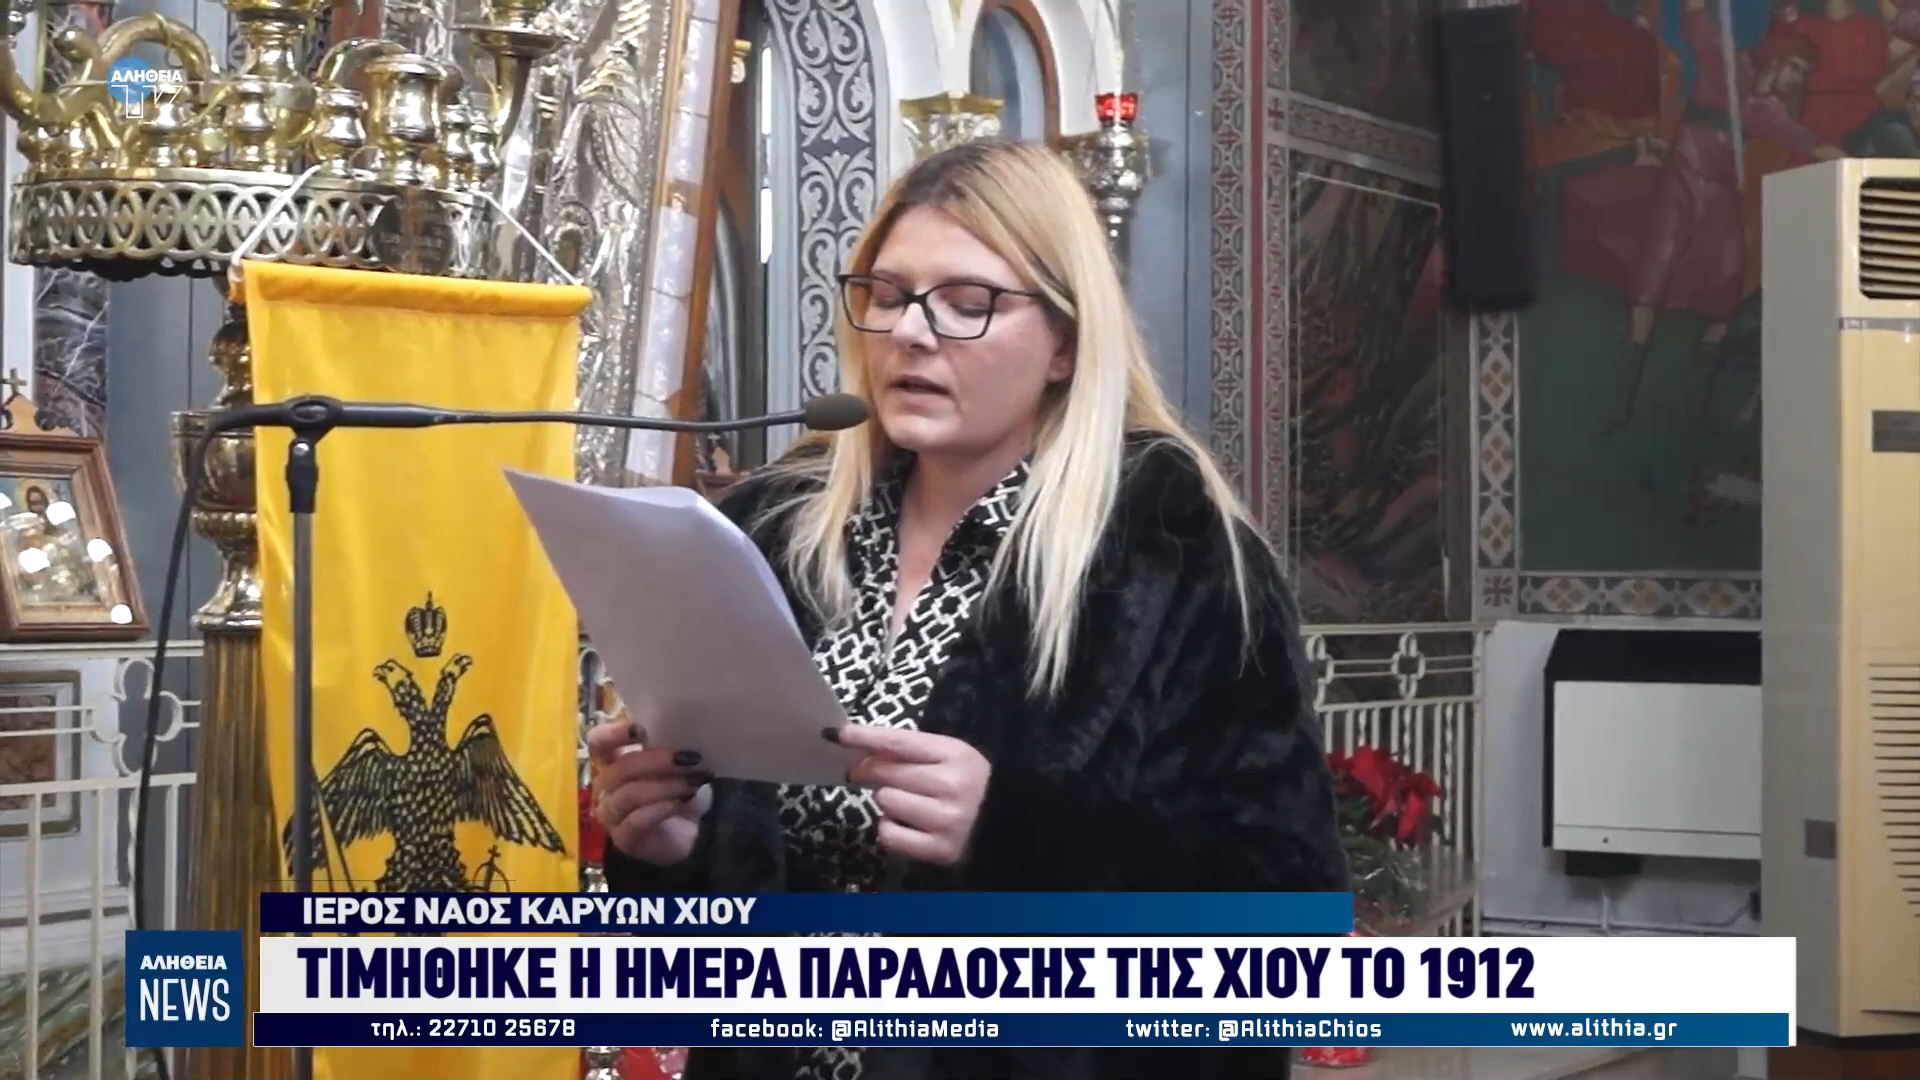 ΑΛΗΘΕΙΑ
TV
ΙΕΡΟΣ ΝΑΟΣ ΚΑΡΥΩΝ ΧΙΟΥ
ΑΛΗΘΕΙΑ
NEWS
ΤΙΜΗΘΗΚΕ Η ΗΜΕΡΑ ΠΑΡΑΔΟΣΗΣ ΤΗΣ ΧΙΟΥ ΤΟ 1912
τηλ.: 22710 25678 facebook: @AlithiaMedia twitter: @AlithiaChios www.alithia.gr